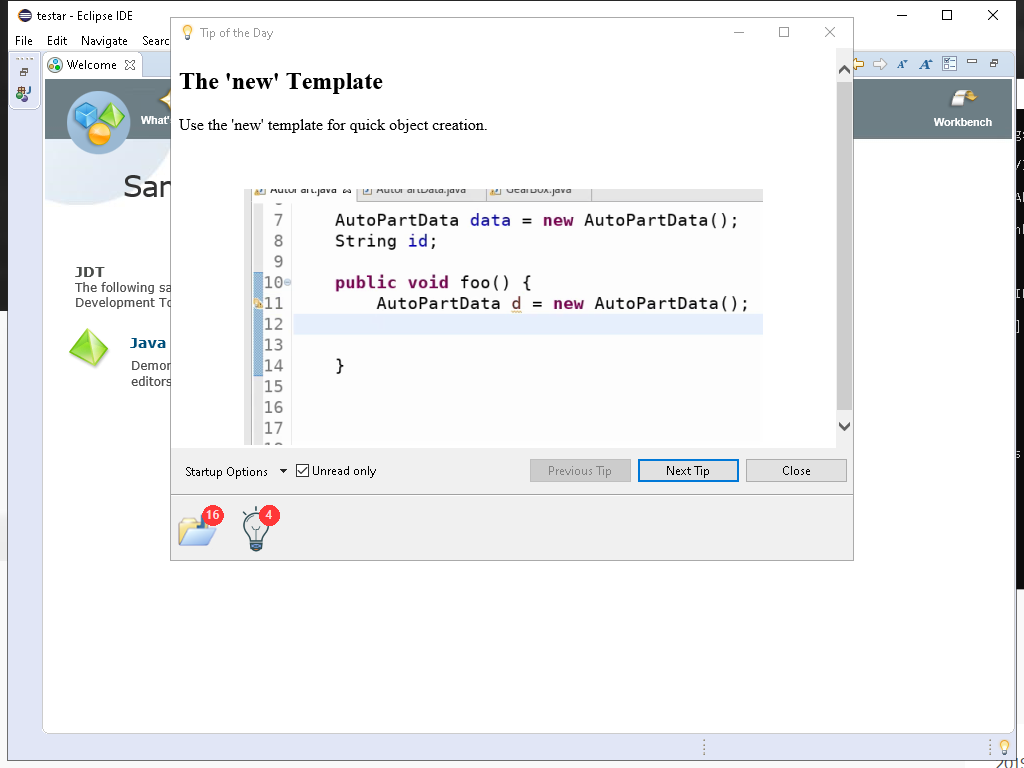 testar - Eclipse IDE
File Edit Navigate Searc
Tip of the Day
Welcome
The 'new' Template
Use the 'new' template for quick object creation.
What'
Workbench
San
JDT
The following sa
Development To
Java
Demon
editors
AutoPart.java AutoPartData.java GearBox.java
7 AutoPartData data = new AutoPartData();
8 String id;
9
10 public void foo() {
11 AutoPartData d = new AutoPartData();
12
13
14 }
15
16
17
Startup Options Unread only Previous Tip Next Tip Close
16 4
2019